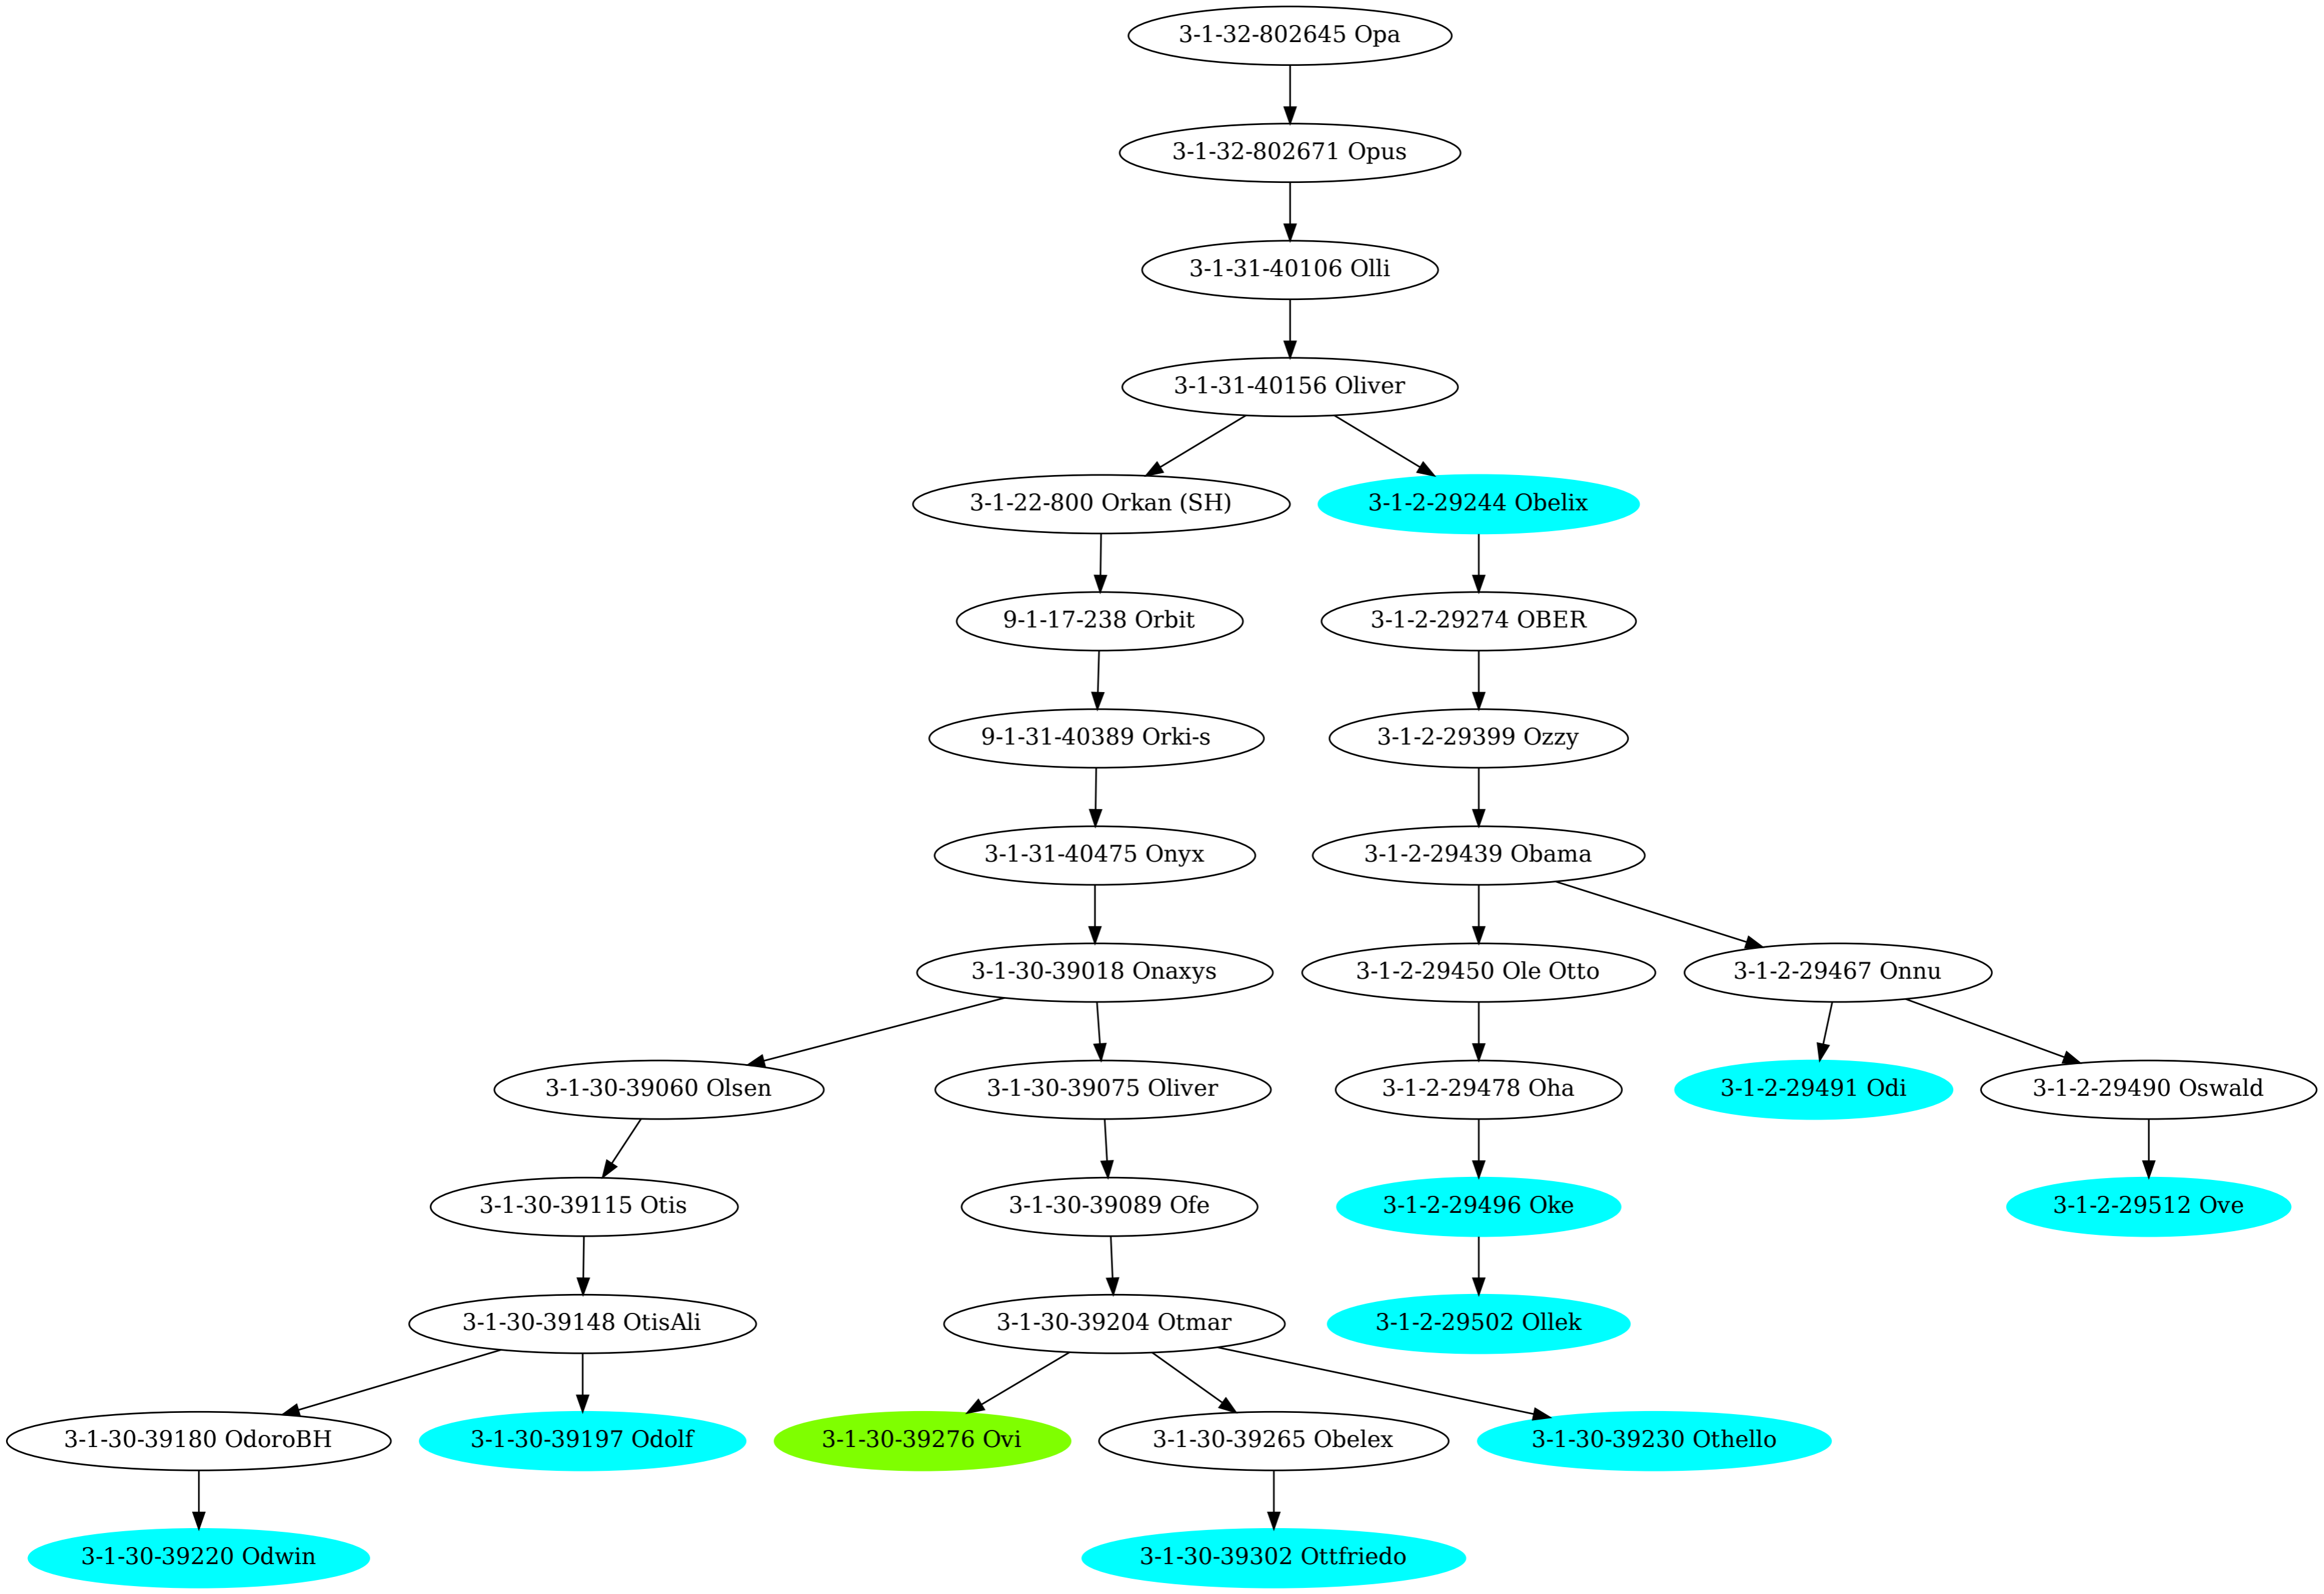 3-1-32-802645 Opa
3-1-32-802671 Opus
3-1-31-40106 Olli
3-1-31-40156 Oliver
3-1-22-800 Orkan (SH)
3-1-2-29244 Obelix
9-1-17-238 Orbit
3-1-2-29274 OBER
9-1-31-40389 Orki-s
3-1-2-29399 Ozzy
3-1-31-40475 Onyx
3-1-2-29439 Obama
3-1-30-39018 Onaxys
3-1-2-29450 Ole Otto
3-1-2-29467 Onnu
3-1-30-39060 Olsen
3-1-30-39075 Oliver
3-1-2-29478 Oha
3-1-2-29491 Odi
3-1-2-29490 Oswald
3-1-30-39115 Otis
3-1-30-39089 Ofe
3-1-2-29496 Oke
3-1-2-29512 Ove
3-1-30-39148 OtisAli
3-1-30-39204 Otmar
3-1-2-29502 Ollek
3-1-30-39180 OdoroBH
3-1-30-39197 Odolf
3-1-30-39276 Ovi
3-1-30-39265 Obelex
3-1-30-39230 Othello
3-1-30-39220 Odwin
3-1-30-39302 Ottfriedo